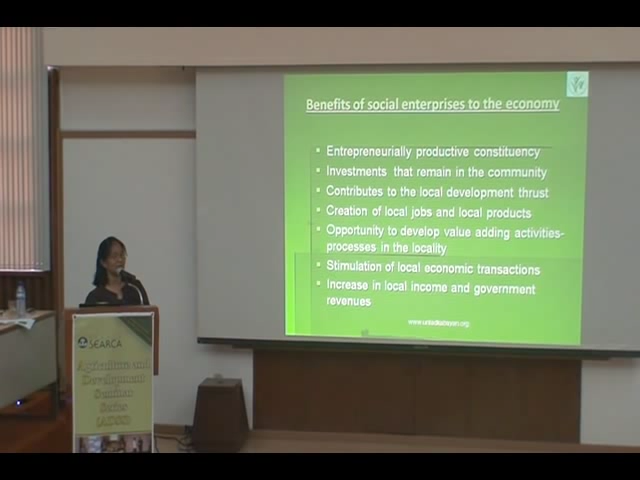 Benefits of social enterprises to the economy
Entrepreneurially productive constituency
Investments that remain in the community
Contributes to the local development thrust
Creation of local jobs and local products
Opportunity to develop value adding activities-
processes in the locality
Stimulation of local economic transactions
Increase in local income and government
revenues
www.unladkabayan.org
SEARCA
Agriculture and
Development
Seminar
Series
(ADSS)